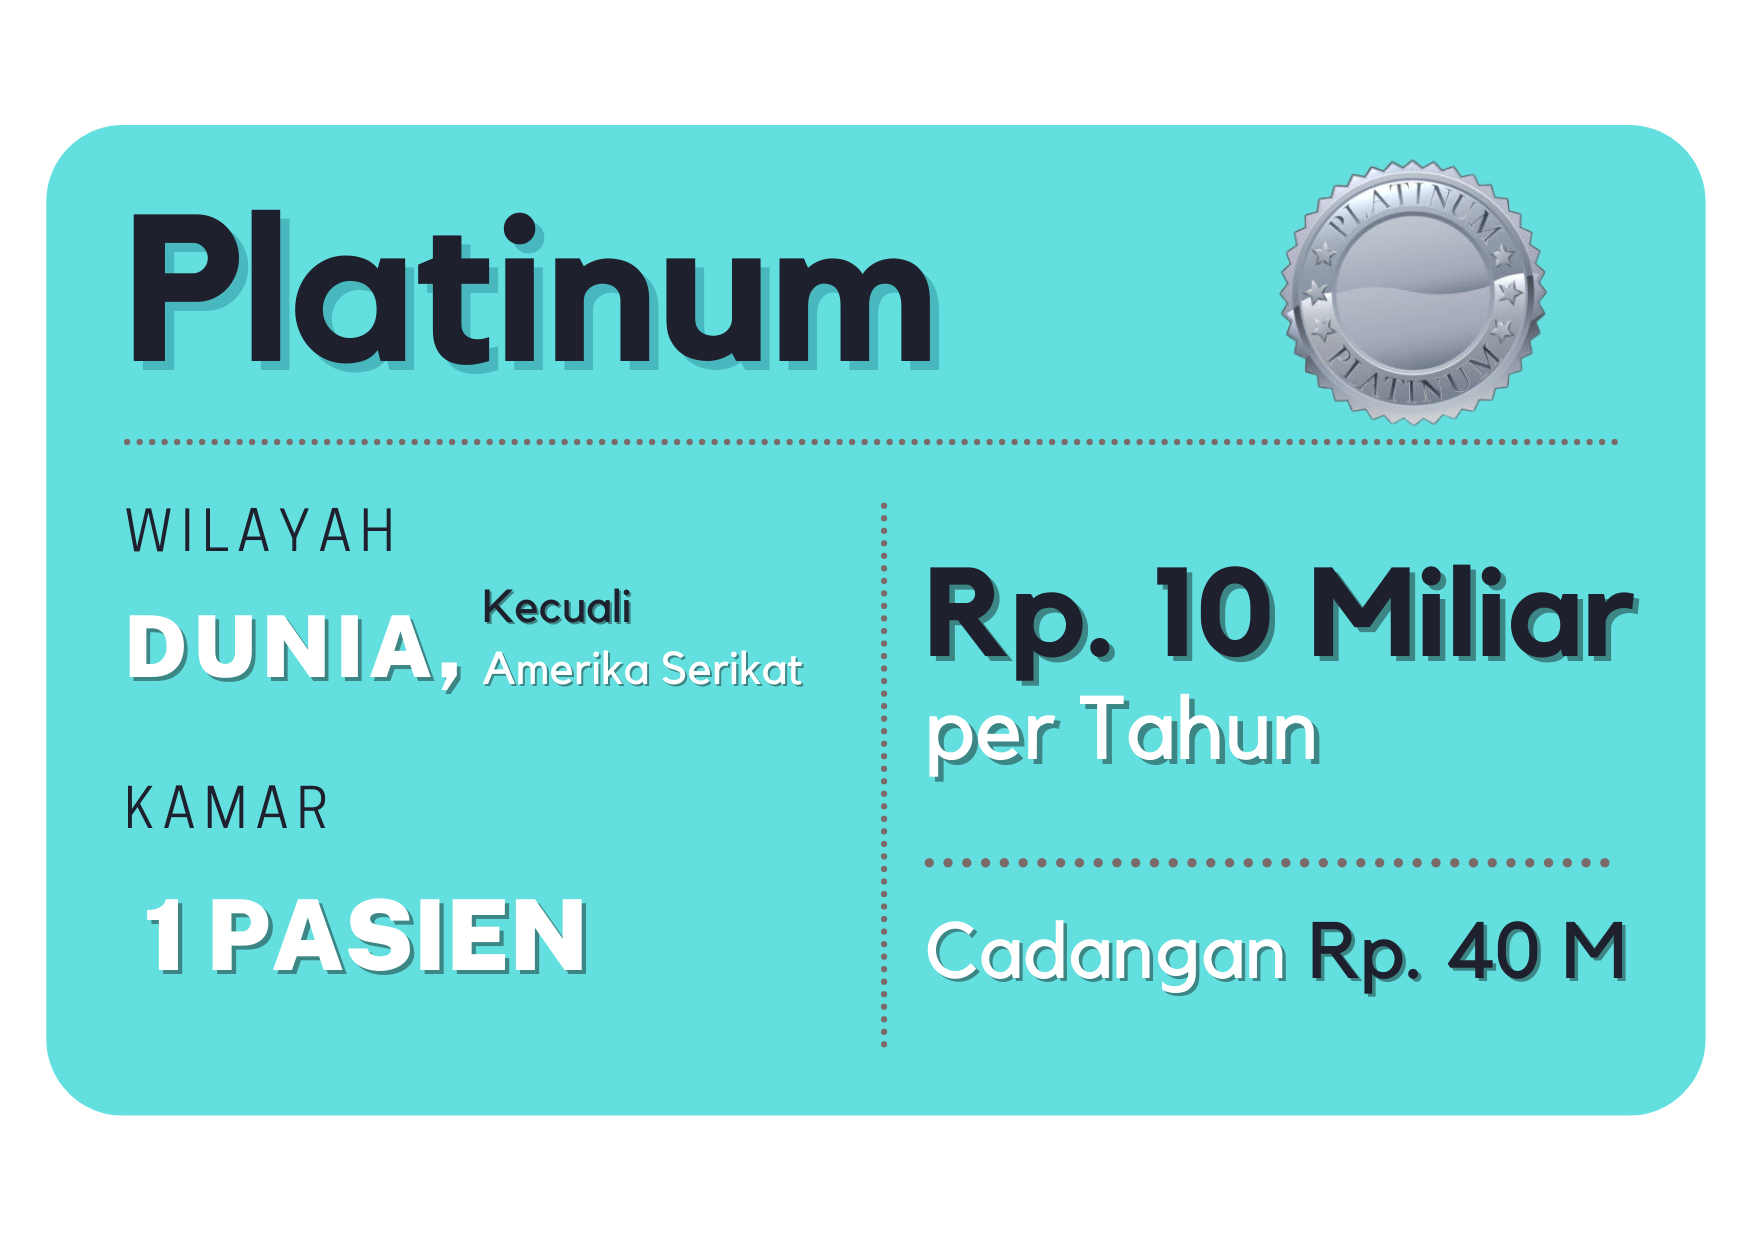 Platinum
PLATINUM
PLATINUM
WILAYAH
DUNIA, Kecuali
Amerika Serikat
KAMAR
1 PASIEN
Rp. 10 Miliar
per Tahun
Cadangan Rp. 40 M